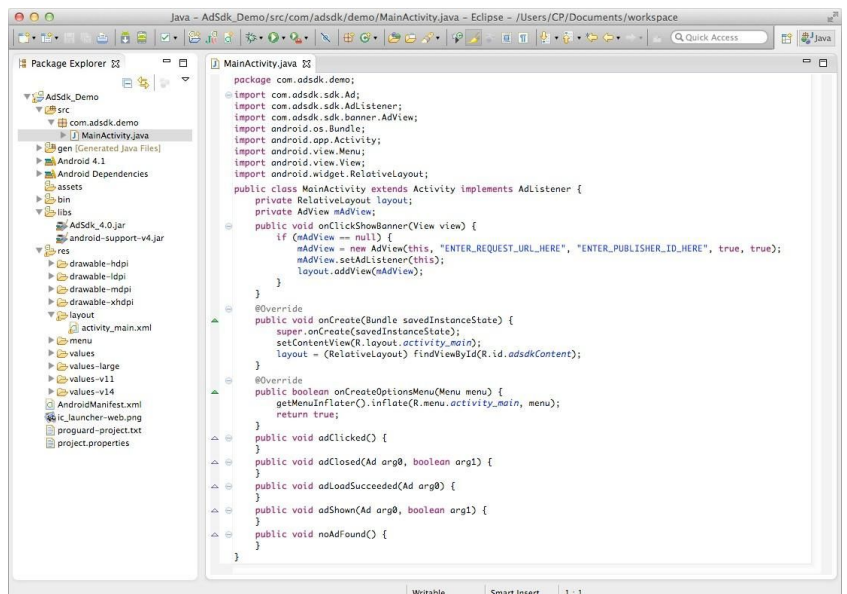 Java - AdSdk_Demo/src/com/adsdk/demo/MainActivity.java - Eclipse - /Users/CP/Documents/workspace
Quick Access
Java
Package Explorer
AdSdk_Demo
src
com.adsdk.demo
MainActivity.java
gen [Generated Java Files]
Android 4.1
Android Dependencies
assets
bin
libs
AdSdk_4.0.jar
android-support-v4.jar
res
drawable-hdpi
drawable-ldpi
drawable-mdpi
drawable-xhdpi
layout
activity_main.xml
menu
values
values-large
values-v11
values-v14
AndroidManifest.xml
ic_launcher-web.png
proguard-project.txt
project.properties
MainActivity.java
package com.adsdk.demo;
import com.adsdk.sdk.Ad;
import com.adsdk.sdk.AdListener;
import com.adsdk.sdk.banner.AdView;
import android.os.Bundle;
import android.app.Activity;
import android.view.Menu;
import android.view.View;
import android.widget.RelativeLayout;
public class MainActivity extends Activity implements AdListener {
private RelativeLayout layout;
private AdView mAdView;
public void onClickShowBanner(View view) {
if (mAdView == null) {
mAdView = new AdView(this, "ENTER_REQUEST_URL_HERE", "ENTER_PUBLISHER_ID_HERE", true, true);
mAdView.setAdListener(this);
layout.addView(mAdView);
}
}
@Override
public void onCreate(Bundle savedInstanceState) {
super.onCreate(savedInstanceState);
setContentView(R.layout.activity_main);
layout = (RelativeLayout) findViewById(R.id.adsdkContent);
}
@Override
public boolean onCreateOptionsMenu(Menu menu) {
getMenuInflater().inflate(R.menu.activity_main, menu);
return true;
}
public void adClicked() {
}
public void adClosed(Ad arg0, boolean arg1) {
}
public void adLoadSucceeded(Ad arg0) {
}
public void adShown(Ad arg0, boolean arg1) {
}
public void noAdFound() {
}
}
Writable
Smart Insert
1 : 1